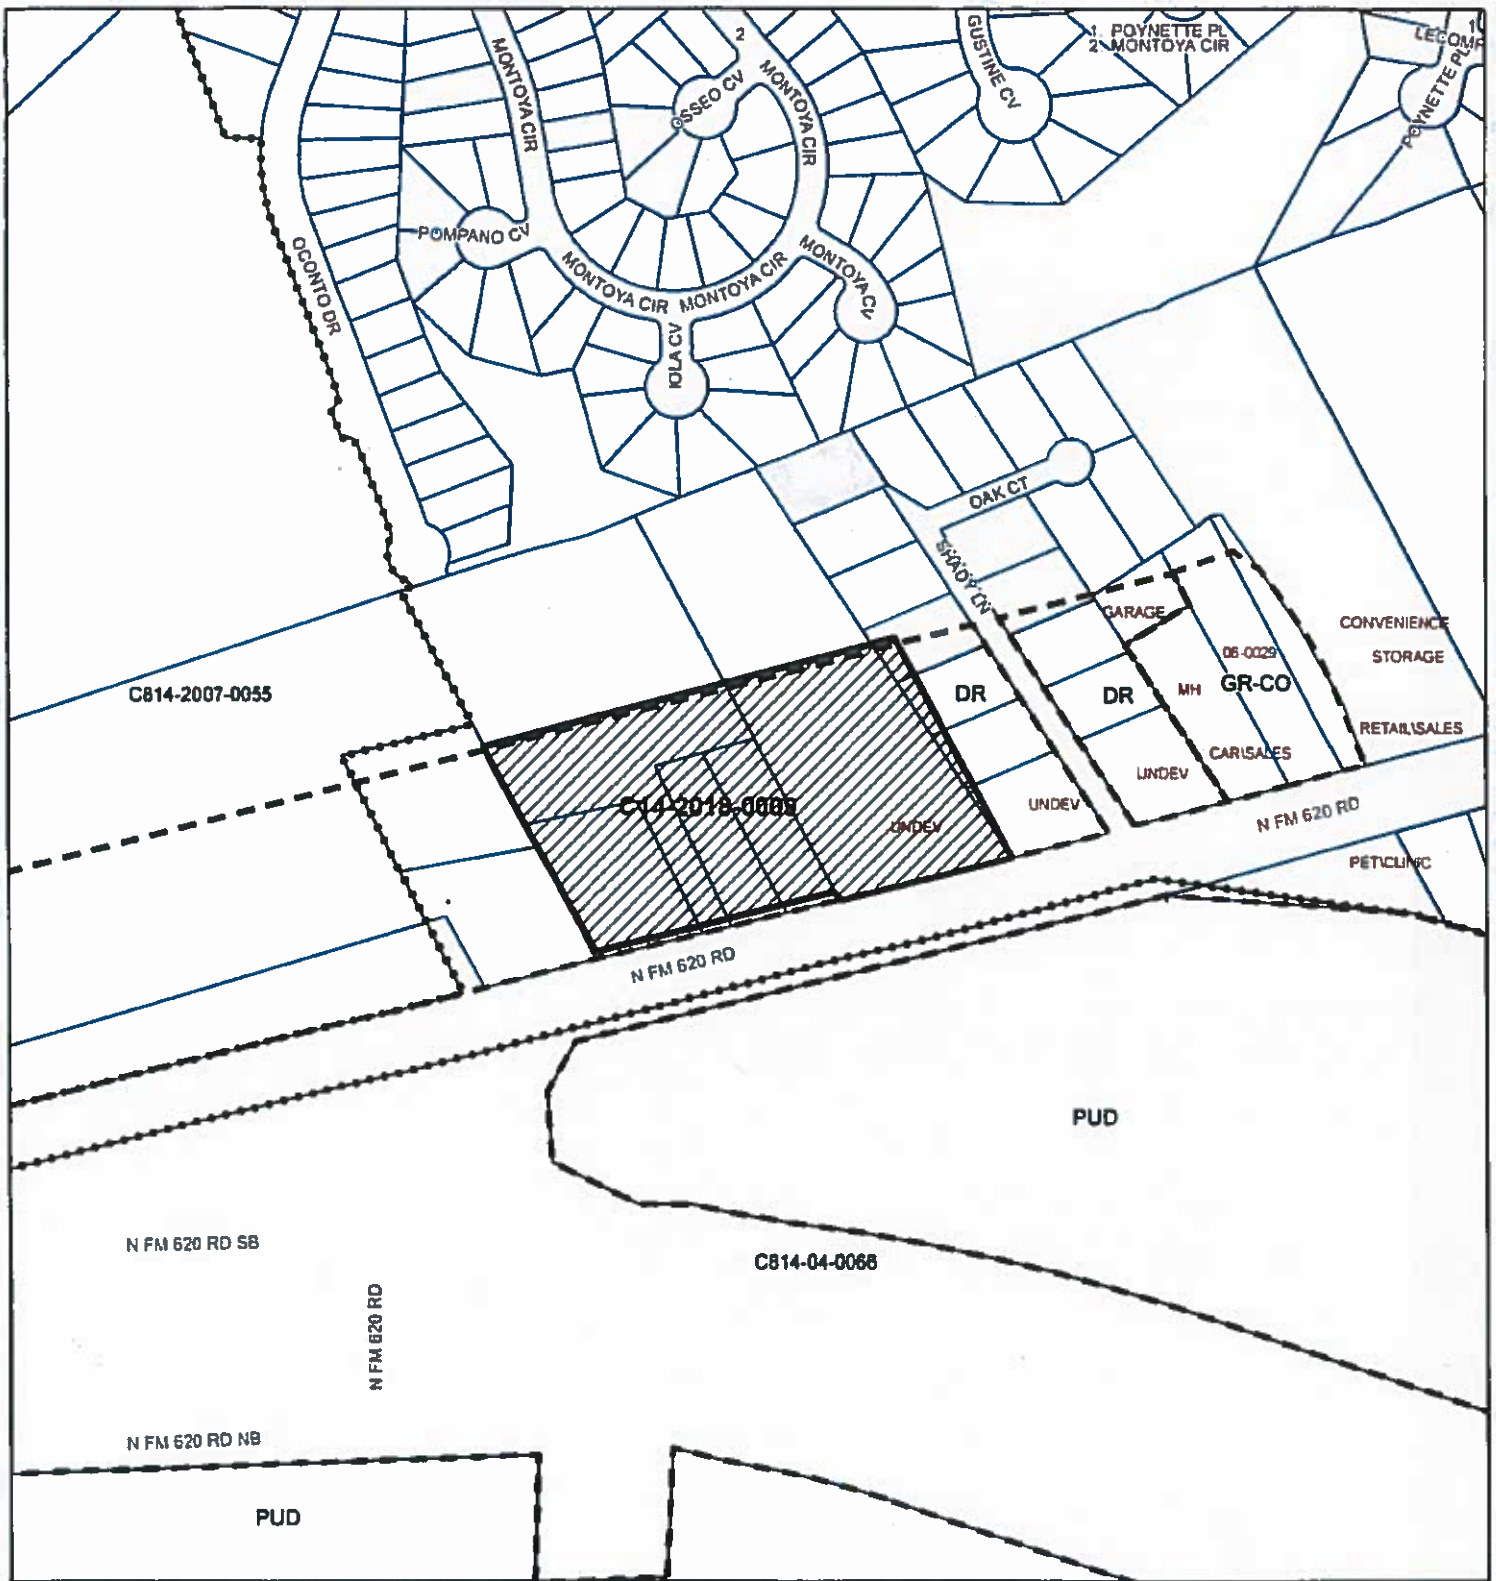 2
1. POYNETTE PL
2. MONTOYA CIR
MONTOYA CIR
OSSEO CV
MONTOYA CIR
GUSTINE CV
POYNETTE PL
POMPANO CV
OCONTO DR
MONTOYA CIR
MONTOYA CIR
MONTOYA CV
IOLA CV
OAK CT
SHADY LN
GARAGE
CONVENIENCE
STORAGE
06-0029
C814-2007-0055
DR
DR
MH
GR-CO
RETAIL\SALES
CAR\SALES
UNDEV
UNDEV
UNDEV
N FM 620 RD
PET\CLINIC
N FM 620 RD
PUD
N FM 620 RD SB
C814-04-0066
N FM 620 RD
N FM 620 RD NB
PUD